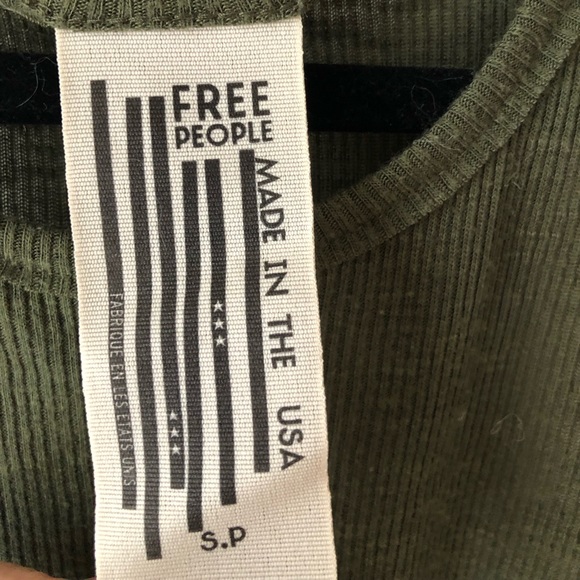 FREE
PEOPLE
MADE IN THE USA
FABRIQUE EN LES ETATS UNIS
S.P